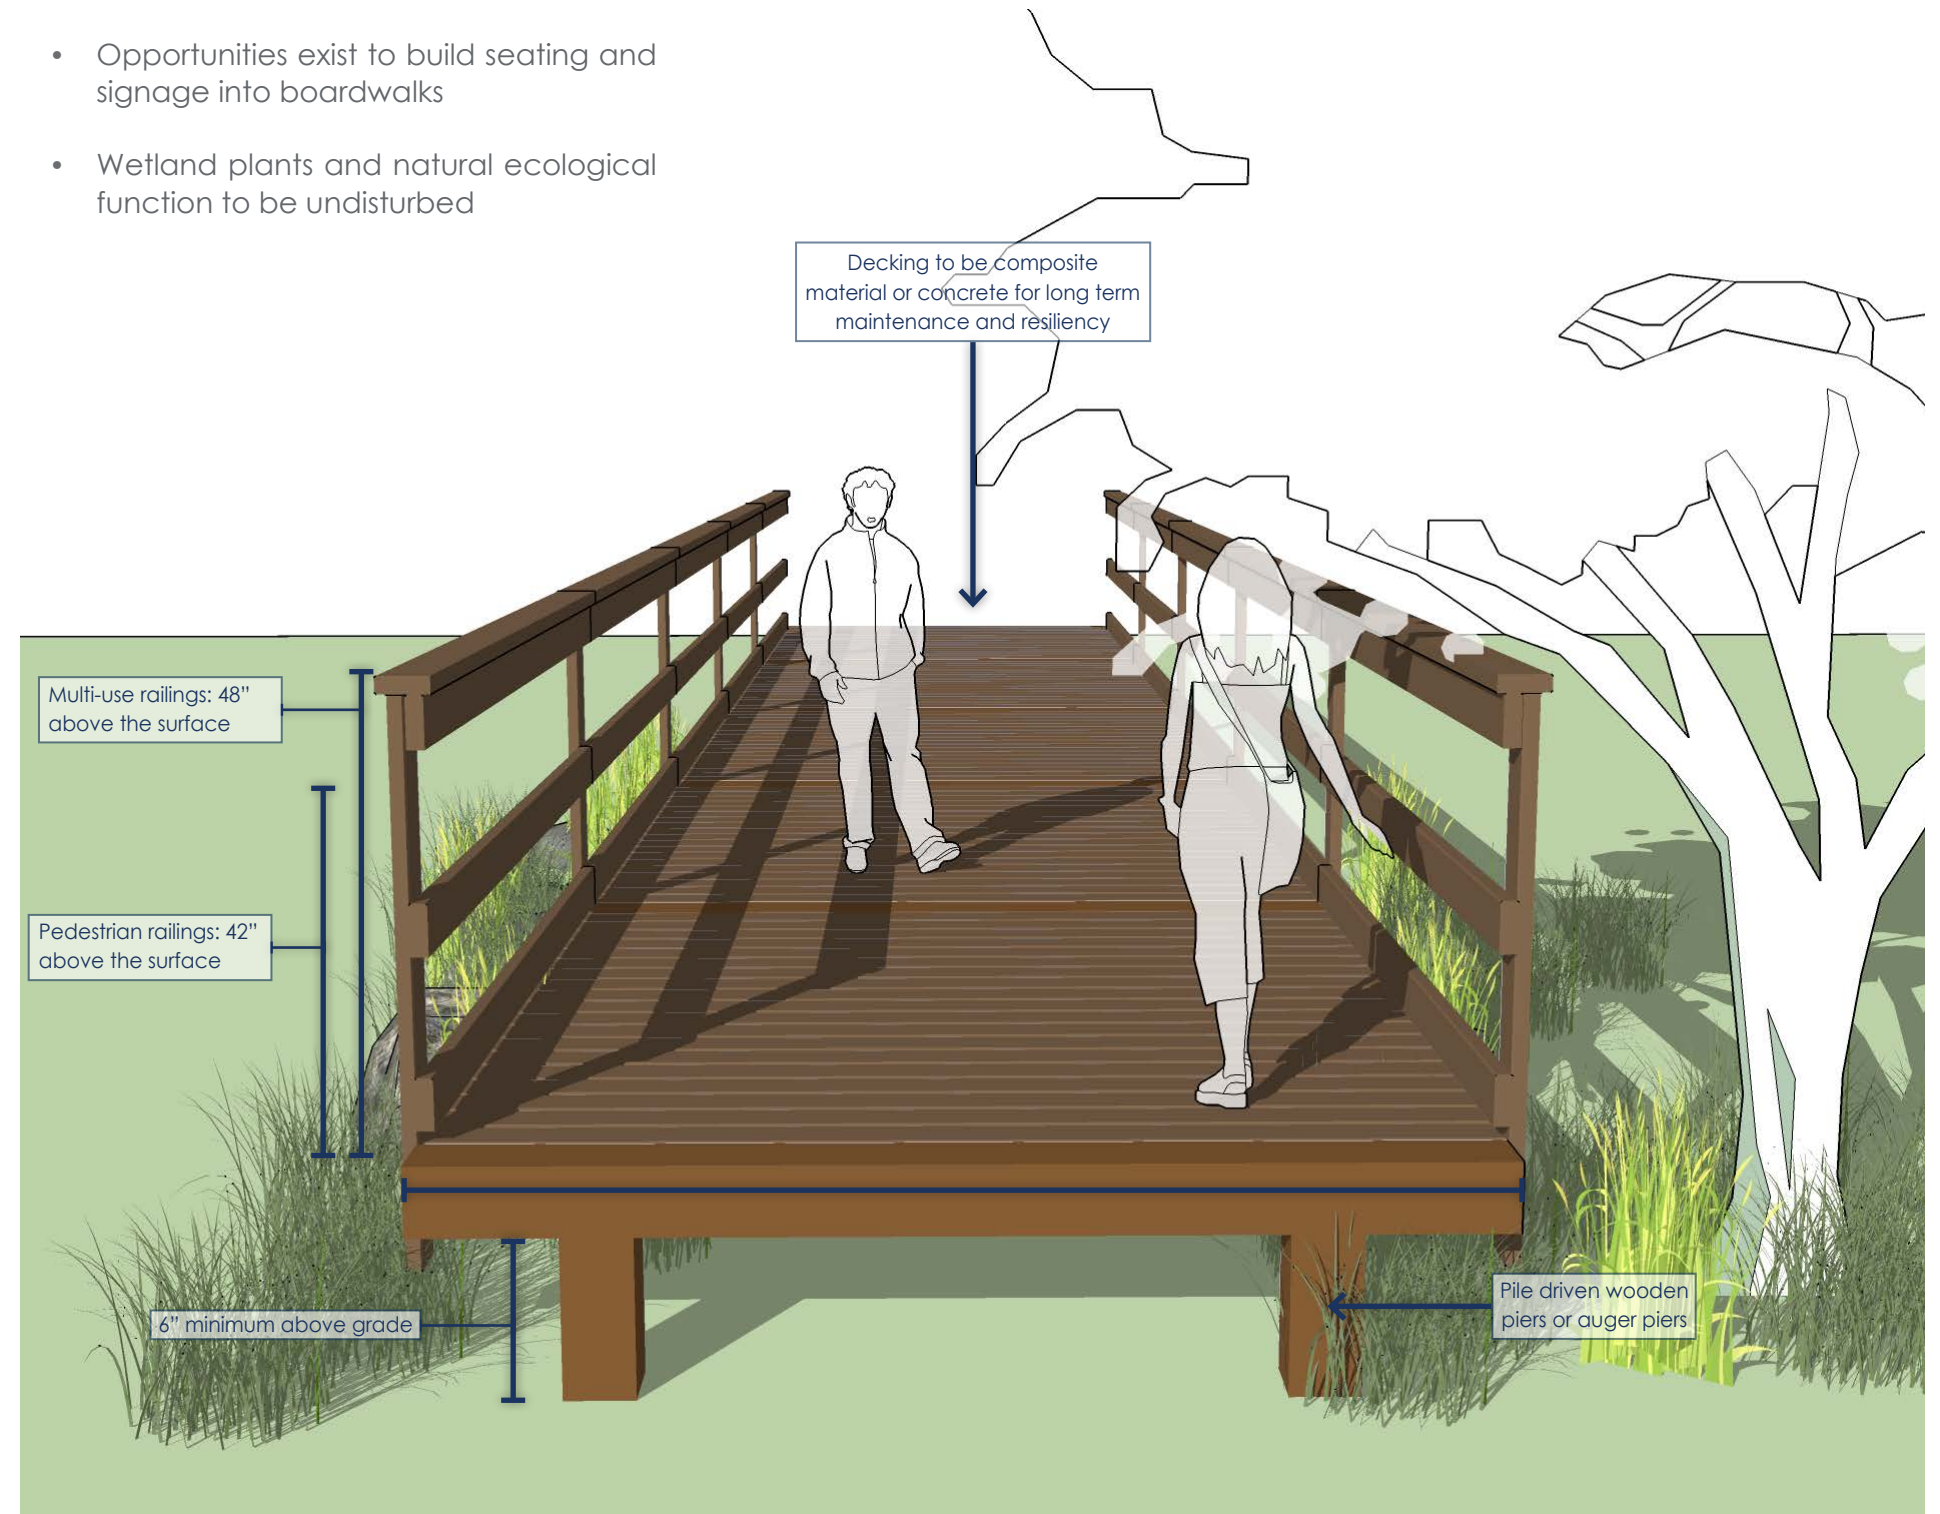 • Opportunities exist to build seating and
signage into boardwalks
• Wetland plants and natural ecological
function to be undisturbed
Decking to be composite
material or concrete for long term
maintenance and resiliency
Multi-use railings: 48”
above the surface
Pedestrian railings: 42”
above the surface
6” minimum above grade
Pile driven wooden
piers or auger piers